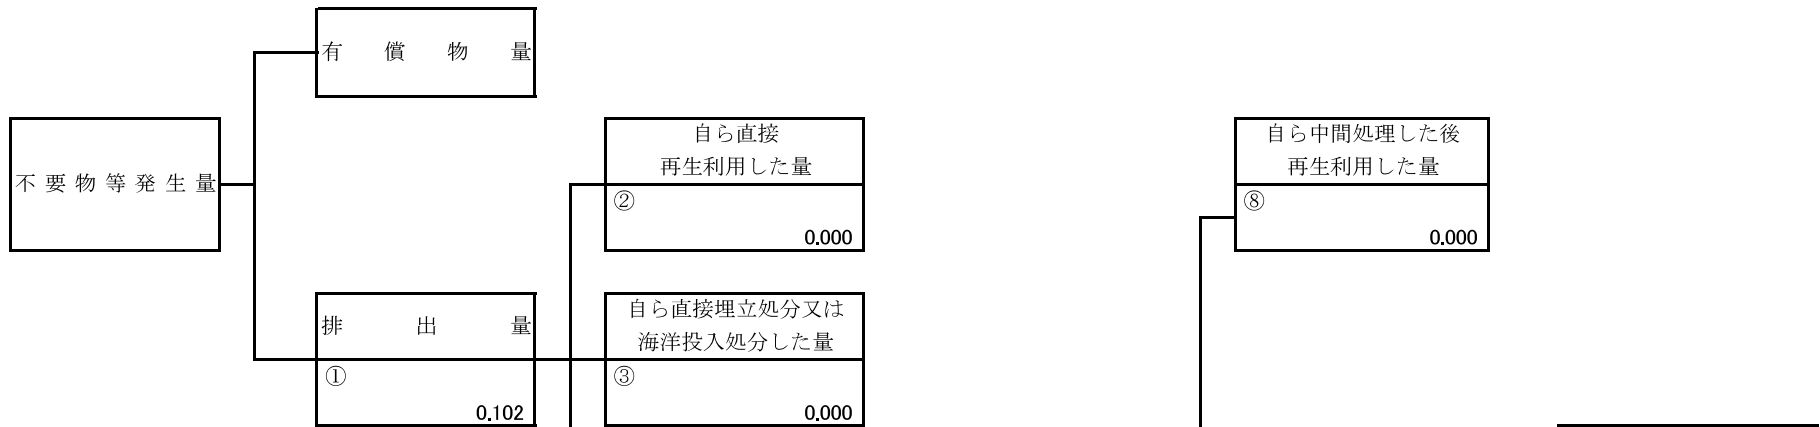 有償物量
不要物等発生量
自ら直接
再生利用した量
②
0.000
自ら中間処理した後
再生利用した量
⑧
0.000
排出量
①
0.102
自ら直接埋立処分又は
海洋投入処分した量
③
0.000